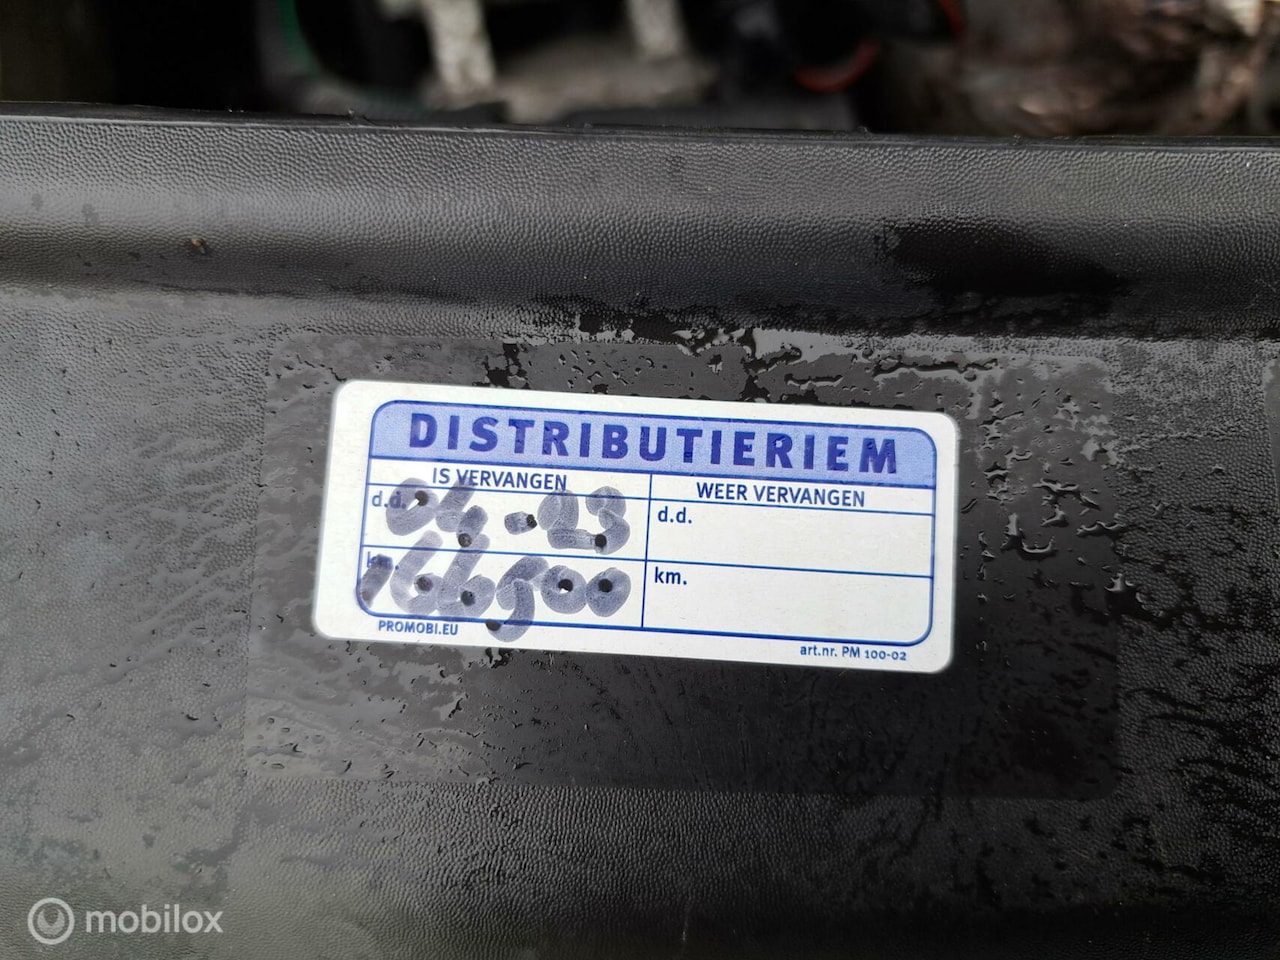 DISTRIBUTIERIEM
IS VERVANGEN
WEER VERVANGEN
d.d. 04-23
d.d.
km. 166500
km.
PROMOBI.EU
art.nr. PM 100-02
mobilox